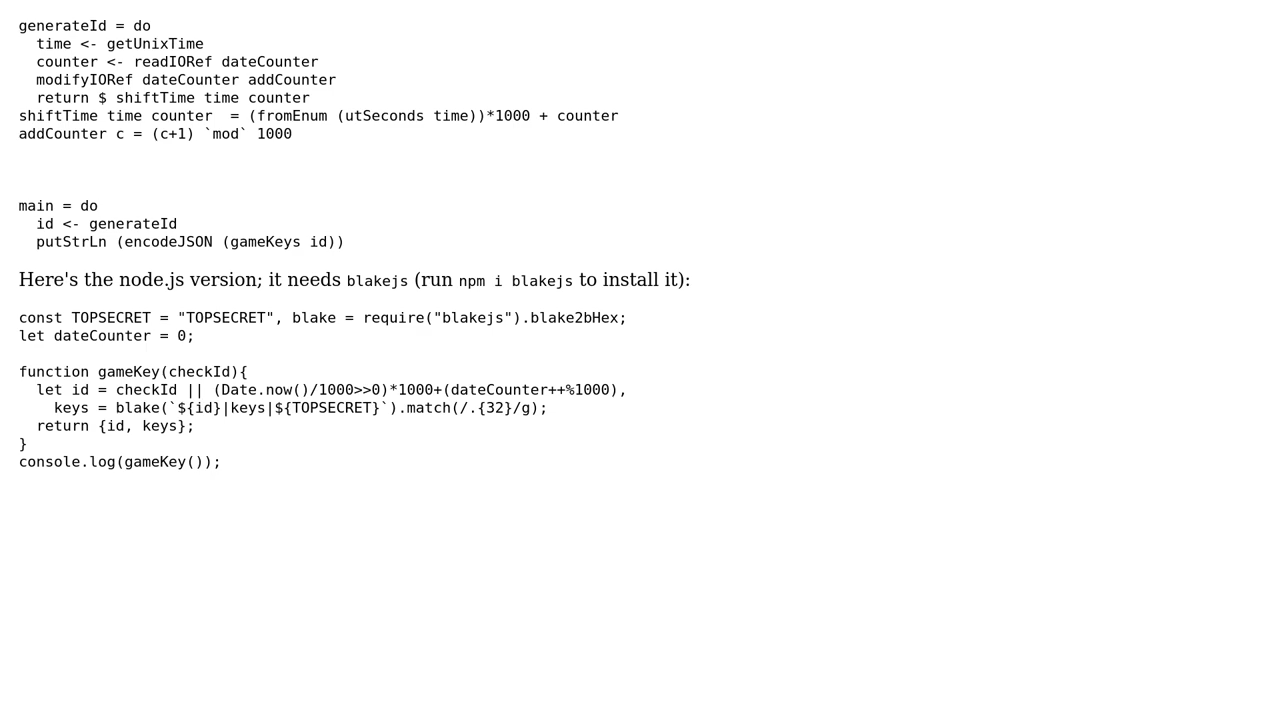 generateId = do
  time <- getUnixTime
  counter <- readIORef dateCounter
  modifyIORef dateCounter addCounter
  return $ shiftTime time counter
shiftTime time counter  = (fromEnum (utSeconds time))*1000 + counter
addCounter c = (c+1) `mod` 1000
main = do
  id <- generateId
  putStrLn (encodeJSON (gameKeys id))
Here's the node.js version; it needs blakejs (run npm i blakejs to install it):
const TOPSECRET = "TOPSECRET", blake = require("blakejs").blake2bHex;
let dateCounter = 0;
function gameKey(checkId){
  let id = checkId || (Date.now()/1000>>0)*1000+(dateCounter++%1000),
    keys = blake(`${id}|keys|${TOPSECRET}`).match(/.{32}/g);
  return {id, keys};
}
console.log(gameKey());